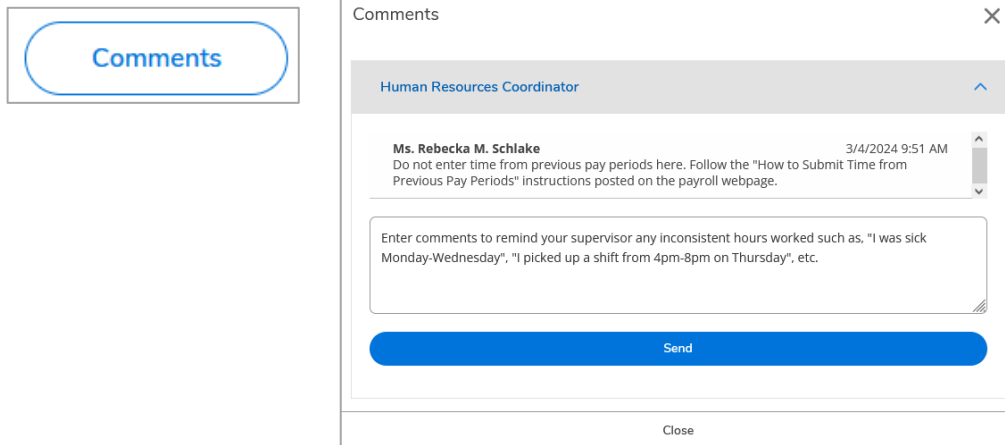 Comments
Comments
Human Resources Coordinator
Ms. Rebecka M. Schlake 3/4/2024 9:51 AM
Do not enter time from previous pay periods here. Follow the "How to Submit Time from
Previous Pay Periods" instructions posted on the payroll webpage.
Enter comments to remind your supervisor any inconsistent hours worked such as, "I was sick
Monday-Wednesday", "I picked up a shift from 4pm-8pm on Thursday", etc.
Send
Close